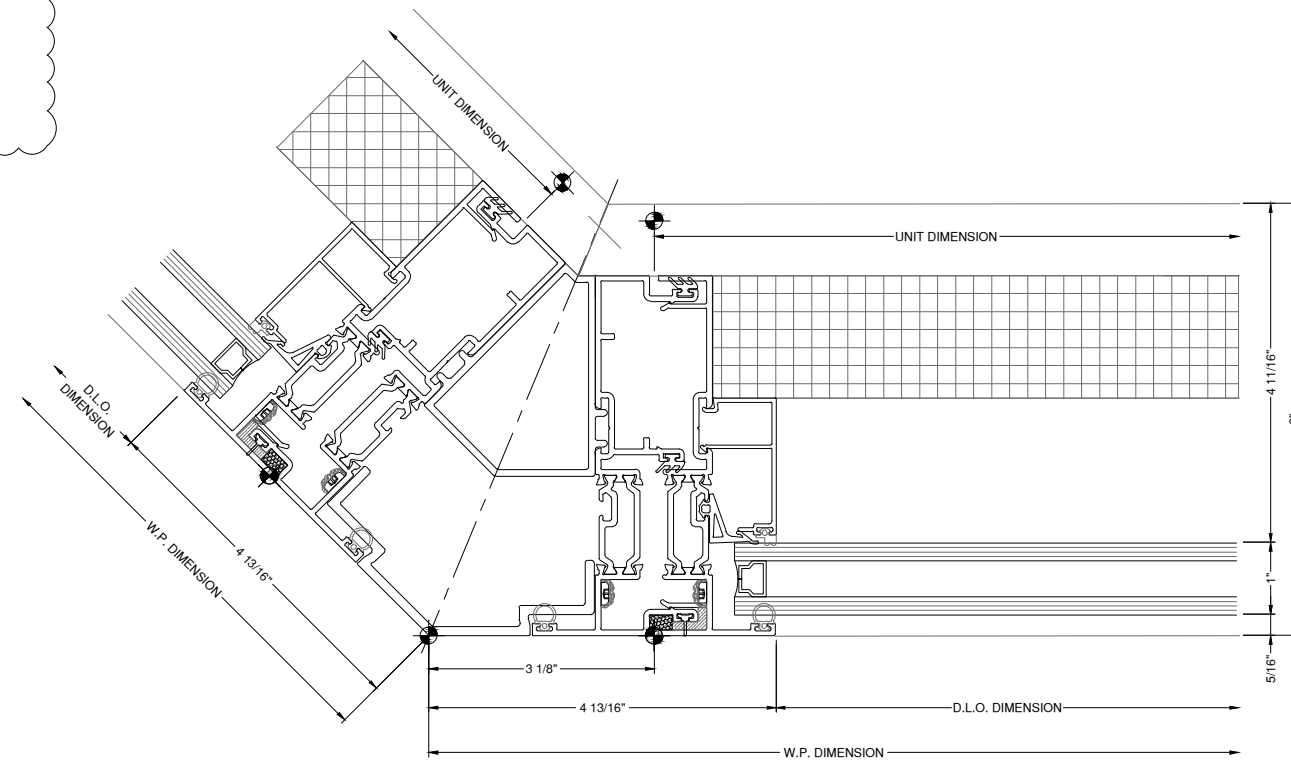 UNIT DIMENSION
UNIT DIMENSION
4 11/16"
D.L.O.
DIMENSION
W.P. DIMENSION
4 13/16"
1"
5/16"
3 1/8"
4 13/16"
D.L.O. DIMENSION
W.P. DIMENSION